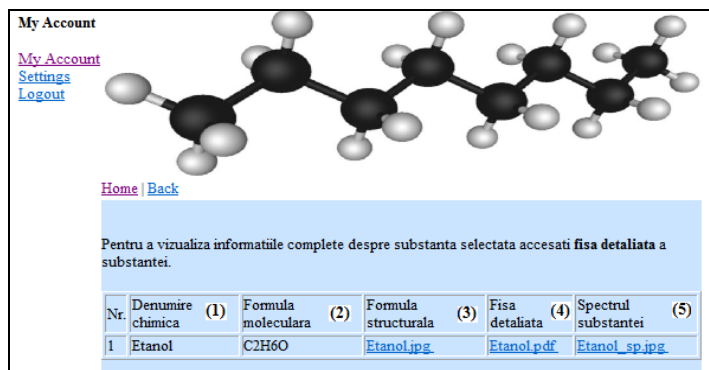 My Account
My Account
Settings
Logout
Home | Back
Pentru a vizualiza informatiile complete despre substanta selectata accesati fisa detaliata a
substantei.
Nr. Denumire chimica (1) Formula moleculara (2) Formula structurala (3) Fisa detaliata (4) Spectrul substantei (5)
1 Etanol C2H6O Etanol.jpg Etanol.pdf Etanol_sp.jpg